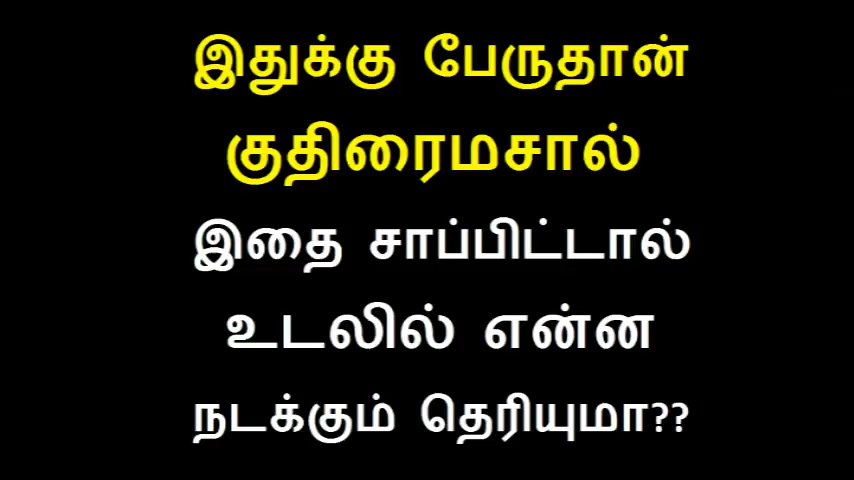 இதுக்கு பேருதான்
குதிரைமசால்
இதை சாப்பிட்டால்
உடலில் என்ன
நடக்கும் தெரியுமா??